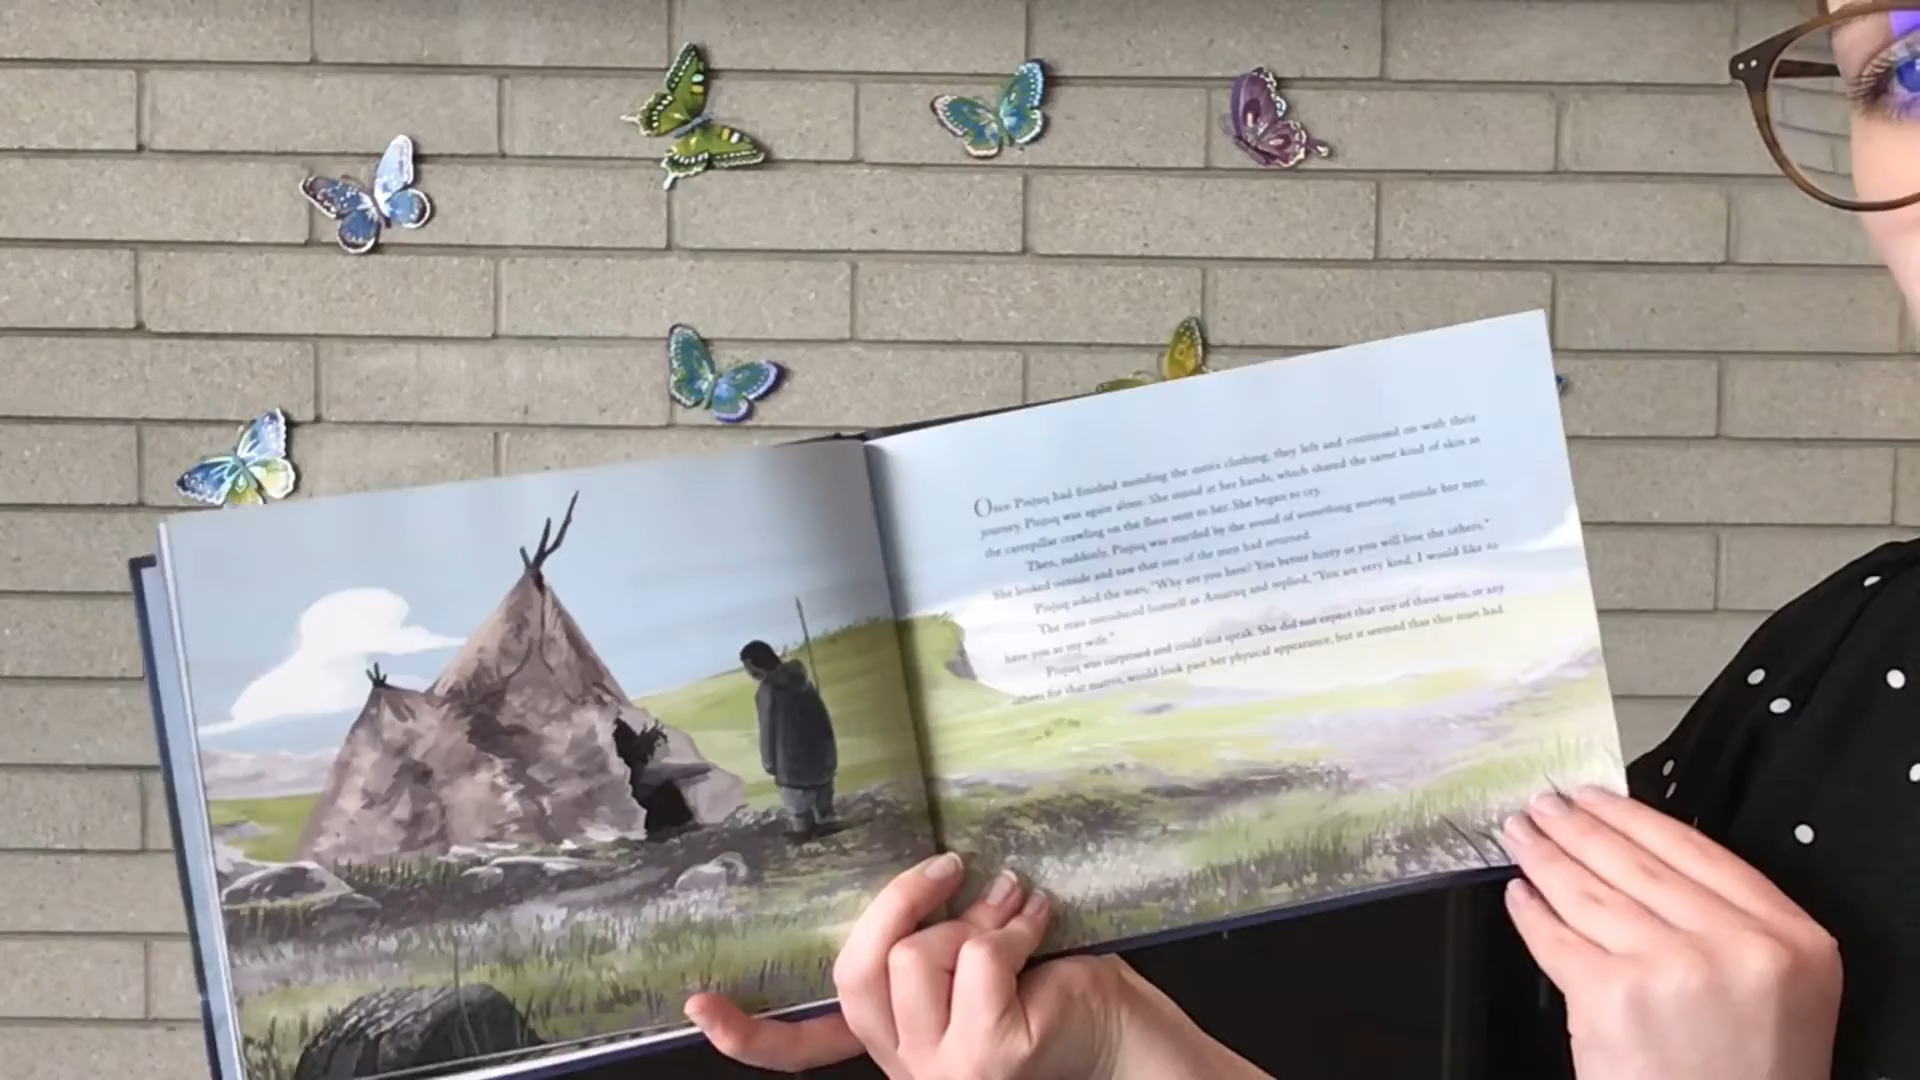 Once Piujuq had finished mending the men's clothing, they left and continued on with their
journey. Piujuq was again alone. She stared at her hands, which shared the same kind of skin as
the caterpillar crawling on the floor next to her. She began to cry.
Then, suddenly, Piujuq was startled by the sound of something moving outside her tent.
She looked outside and saw that one of the men had returned.
Piujuq asked the man, "Why are you here? You better hurry or you will lose the others."
The man introduced himself as Amaruq and replied, "You are very kind. I would like to
have you as my wife."
Piujuq was surprised and could not speak. She did not expect that any of these men, or any
others for that matter, would look past her physical appearance, but it seemed that this man had.